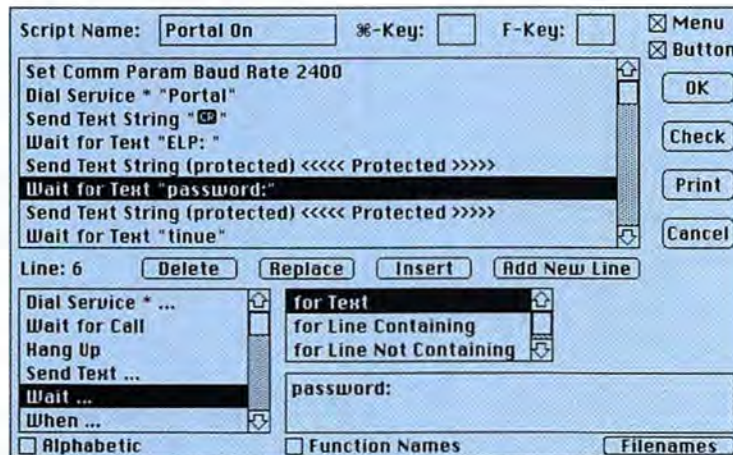 Script Name: Portal On ⌘-Key: F-Key: Menu
Button
Set Comm Param Baud Rate 2400
Dial Service * "Portal"
Send Text String "CR"
Wait for Text "ELP: "
Send Text String (protected) <<<<< Protected >>>>>
Wait for Text "password:"
Send Text String (protected) <<<<< Protected >>>>>
Wait for Text "tinue"
OK
Check
Print
Cancel
Line: 6 Delete Replace Insert Add New Line
Dial Service * ...
Wait for Call
Hang Up
Send Text ...
Wait ...
When ...
for Text
for Line Containing
for Line Not Containing
password:
Alphabetic Function Names Filenames